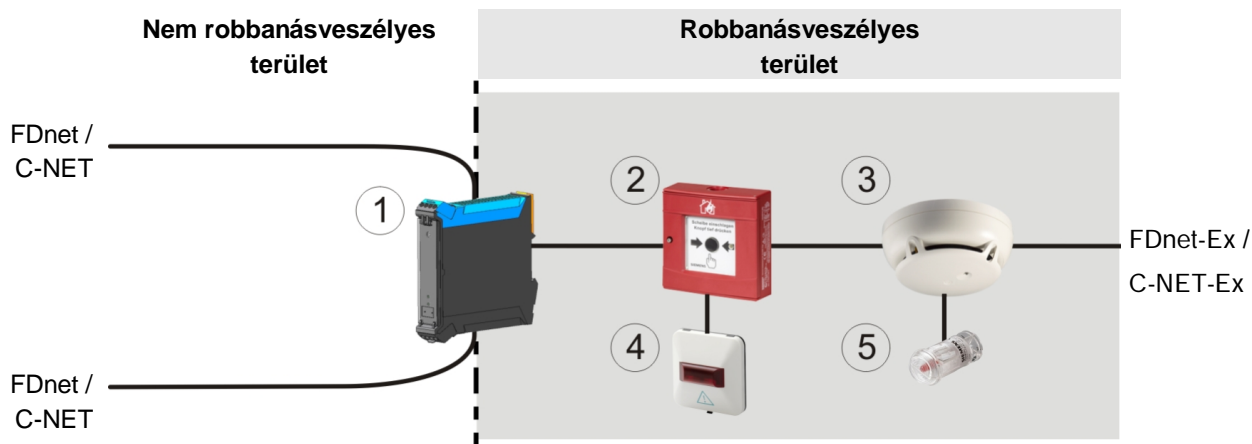 Nem robbanásveszélyes
terület
Robbanásveszélyes
terület
FDnet /
C-NET
1
2
3
FDnet-Ex /
C-NET-Ex
4
5
FDnet /
C-NET